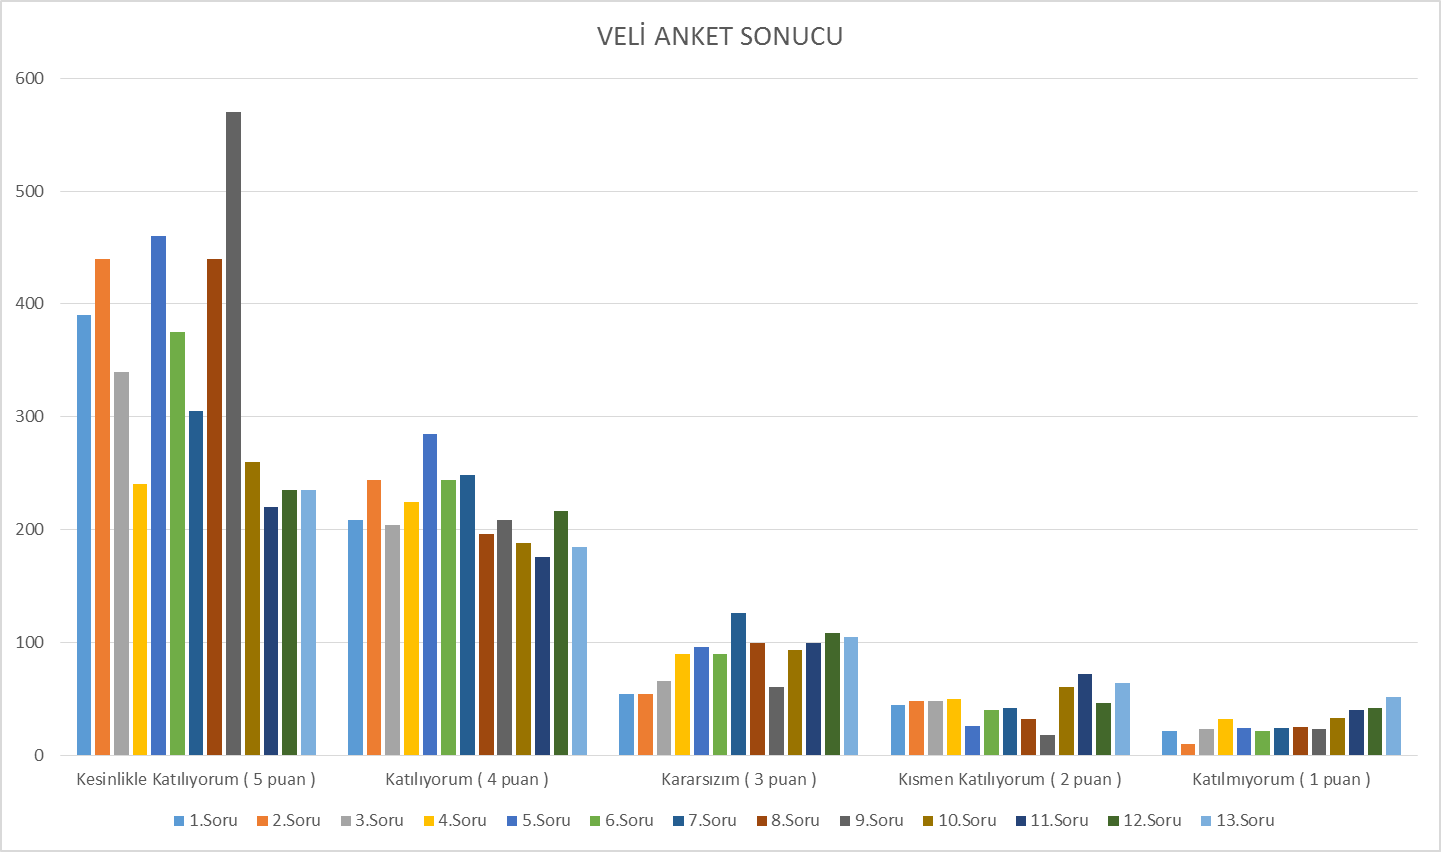 VELİ ANKET SONUCU
600
500
400
300
200
100
0
Kesinlikle Katılıyorum ( 5 puan ) Katılıyorum ( 4 puan ) Kararsızım ( 3 puan ) Kısmen Katılıyorum ( 2 puan ) Katılmıyorum ( 1 puan )
1.Soru 2.Soru 3.Soru 4.Soru 5.Soru 6.Soru 7.Soru 8.Soru 9.Soru 10.Soru 11.Soru 12.Soru 13.Soru